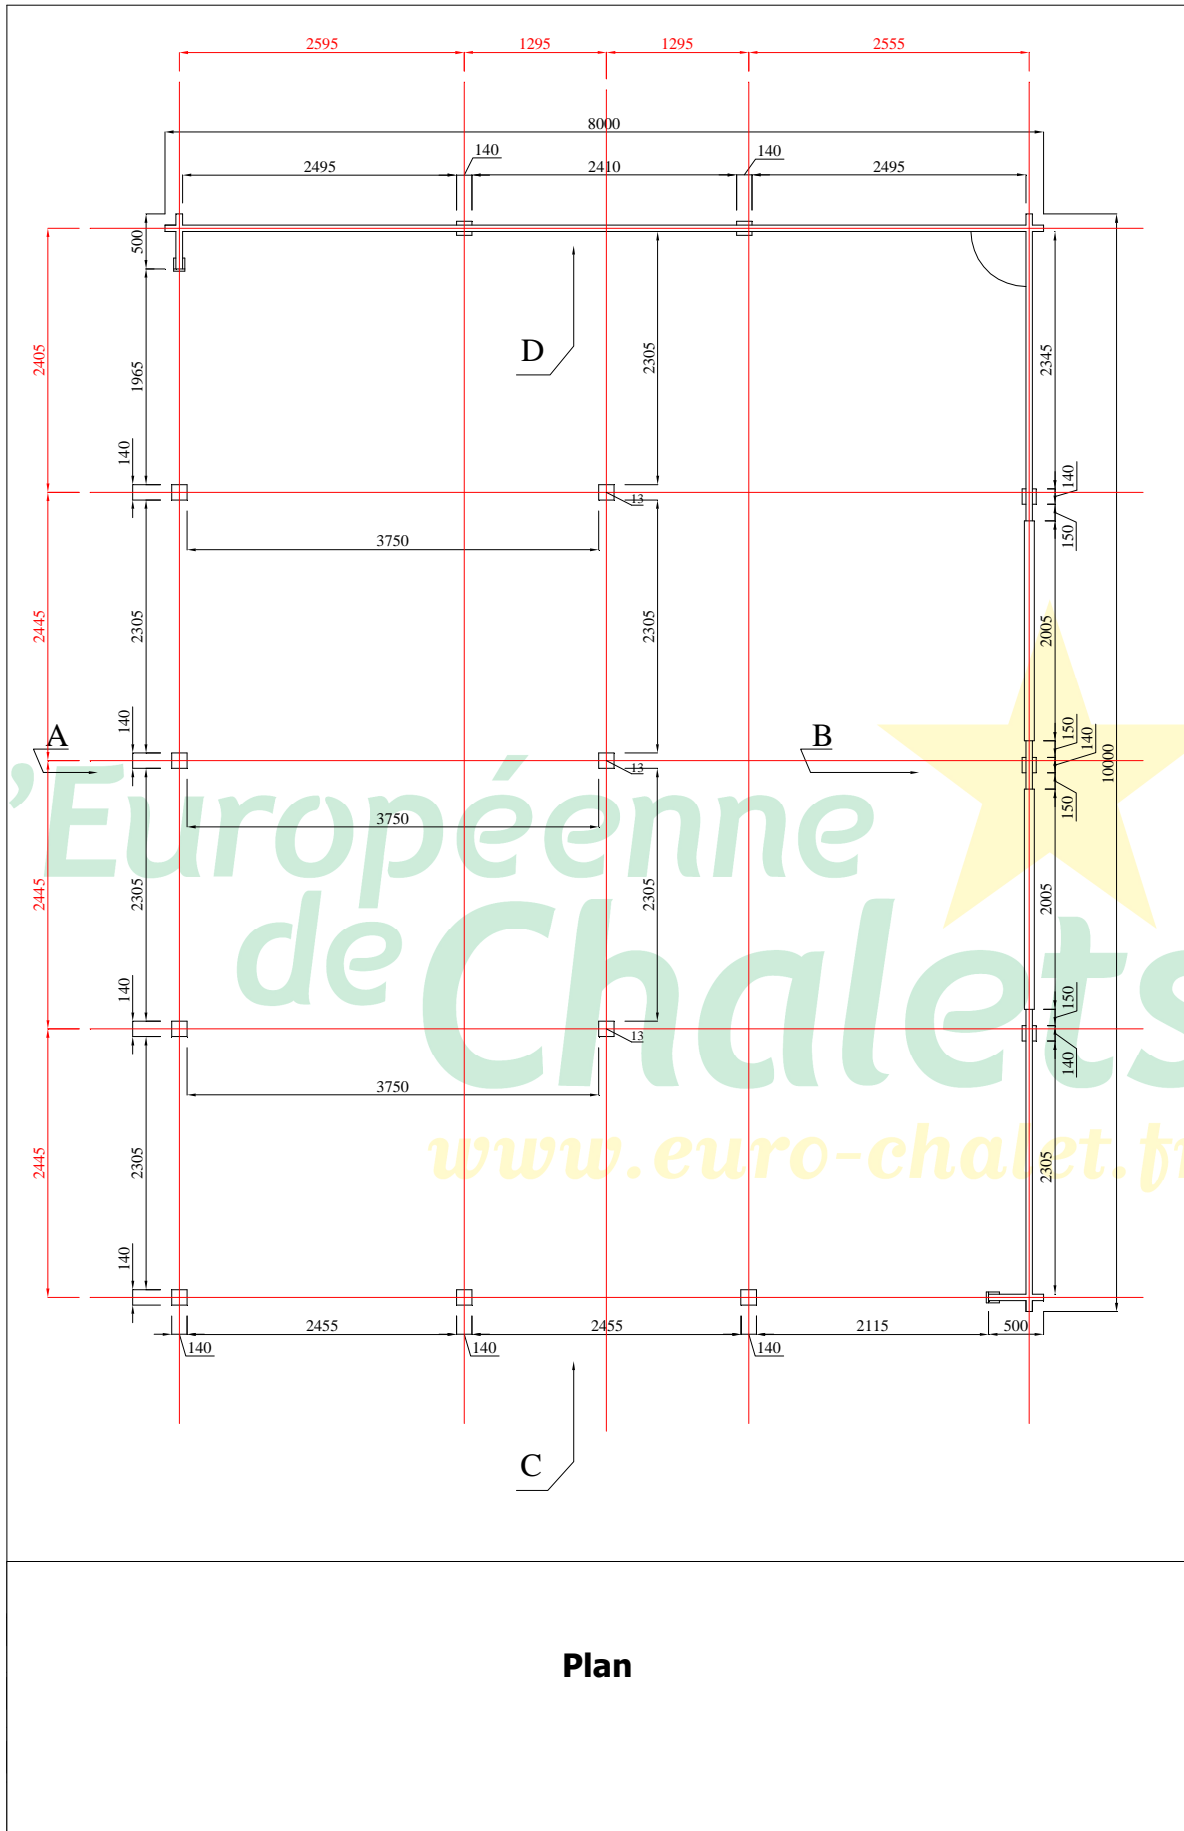 2595 1295 1295 2555
8000
140 140
2495 2410 2495
500
D
2405 1965 2305 2345
140 140
13
150
3750
2445 2305 2305 2005
A B
140 150
140
13
10000
150
’Européenne
3750
2445 2305 2305 2005
de Chalets
140 150
13
140
3750
www.euro-chalet.fr
2445 2305 2305
140
2455 2455 2115 500
140 140 140
C
Plan